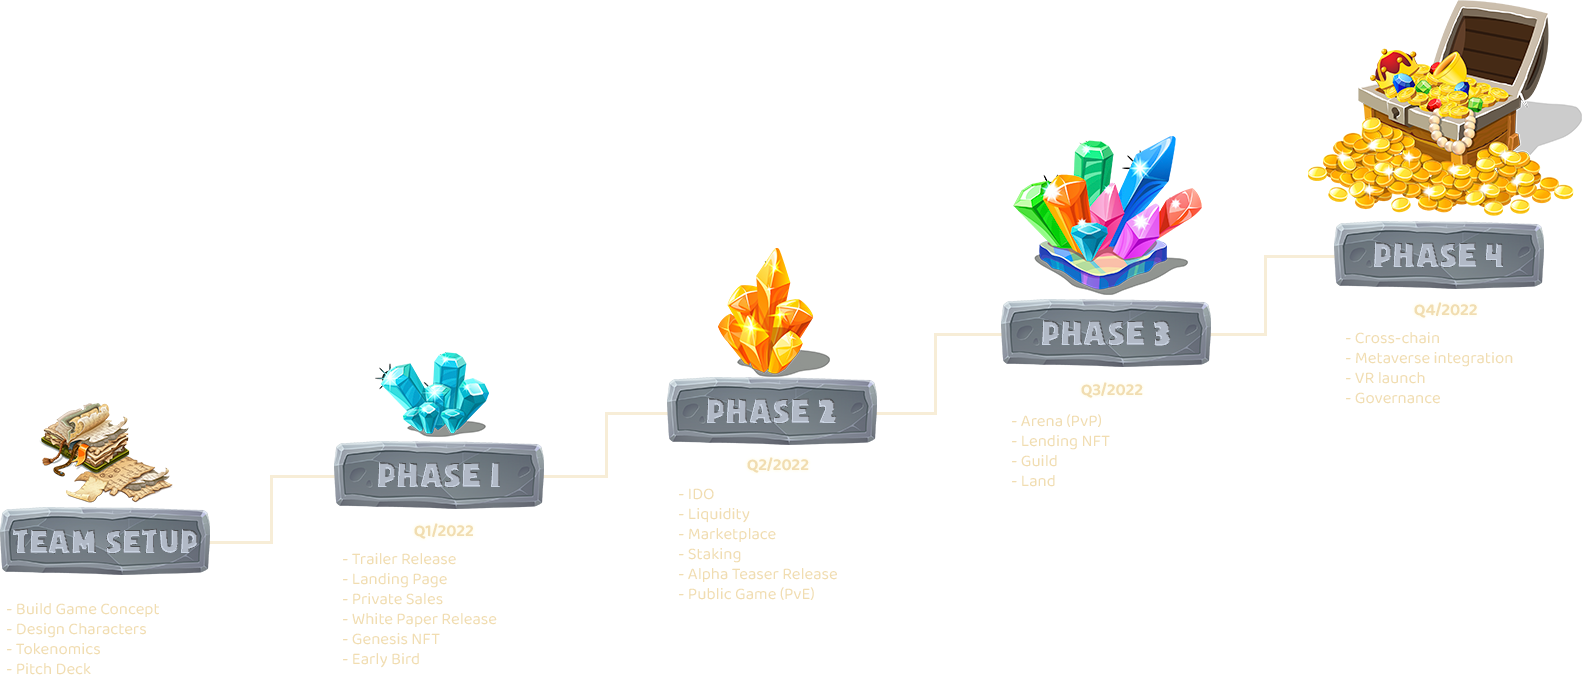 TEAM SETUP
- Build Game Concept
- Design Characters
- Tokenomics
- Pitch Deck
PHASE 1
Q1/2022
- Trailer Release
- Landing Page
- Private Sales
- White Paper Release
- Genesis NFT
- Early Bird
PHASE 2
Q2/2022
- IDO
- Liquidity
- Marketplace
- Staking
- Alpha Teaser Release
- Public Game (PvE)
PHASE 3
Q3/2022
- Arena (PvP)
- Lending NFT
- Guild
- Land
PHASE 4
Q4/2022
- Cross-chain
- Metaverse integration
- VR launch
- Governance